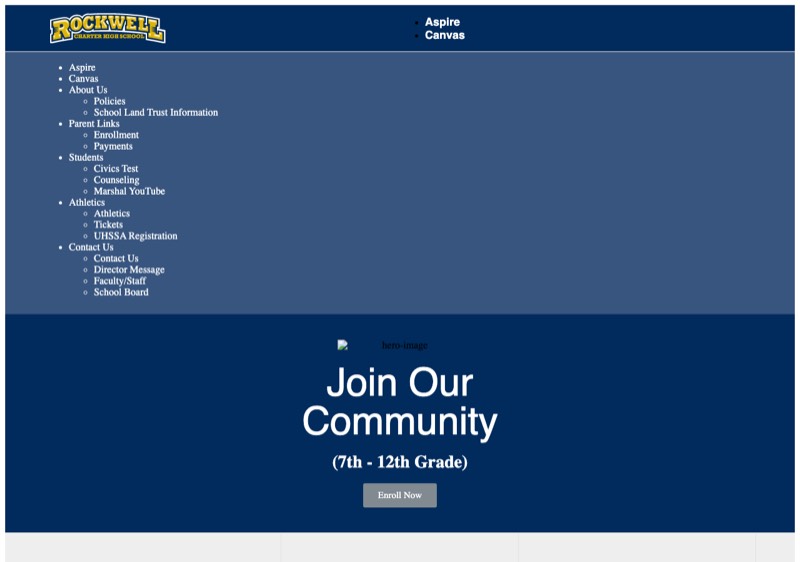 ROCKWELL
CHARTER HIGH SCHOOL
Aspire
Canvas
Aspire
Canvas
About Us
Policies
School Land Trust Information
Parent Links
Enrollment
Payments
Students
Civics Test
Counseling
Marshal YouTube
Athletics
Athletics
Tickets
UHSSA Registration
Contact Us
Contact Us
Director Message
Faculty/Staff
School Board
hero-image
Join Our
Community
(7th - 12th Grade)
Enroll Now